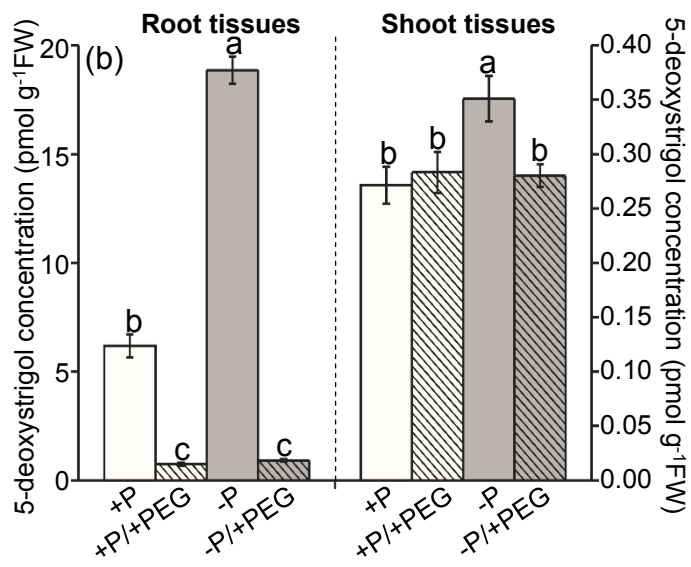 Root tissues
Shoot tissues
(b)
5-deoxystrigol concentration (pmol g⁻¹FW)
20
15
10
5
0
b
c
a
c
b
b
a
b
0.40
0.35
0.30
0.25
0.20
0.15
0.10
0.05
0.00
5-deoxystrigol concentration (pmol g⁻¹FW)
+P
+P/+PEG
-P
-P/+PEG
+P
+P/+PEG
-P
-P/+PEG